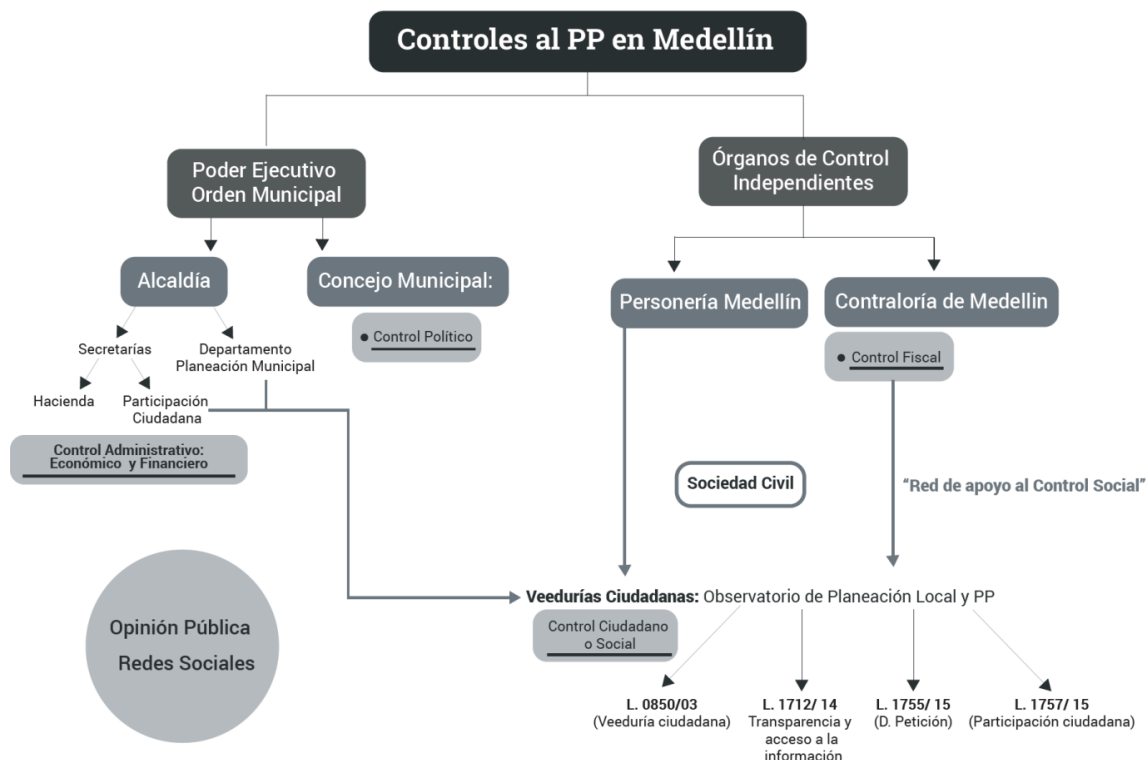 Controles al PP en Medellín
Poder Ejecutivo
Orden Municipal
Órganos de Control
Independientes
Alcaldía
Concejo Municipal:
Personería Medellín
Contraloría de Medellin
Secretarías
Departamento
Planeación Municipal
● Control Político
● Control Fiscal
Hacienda
Participación
Ciudadana
Control Administrativo:
Económico y Financiero
Sociedad Civil
“Red de apoyo al Control Social”
Opinión Pública
Redes Sociales
Veedurías Ciudadanas: Observatorio de Planeación Local y PP
Control Ciudadano
o Social
L. 0850/03
(Veeduría ciudadana)
L. 1712/ 14
Transparencia y
acceso a la
información
L. 1755/ 15
(D. Petición)
L. 1757/ 15
(Participación ciudadana)